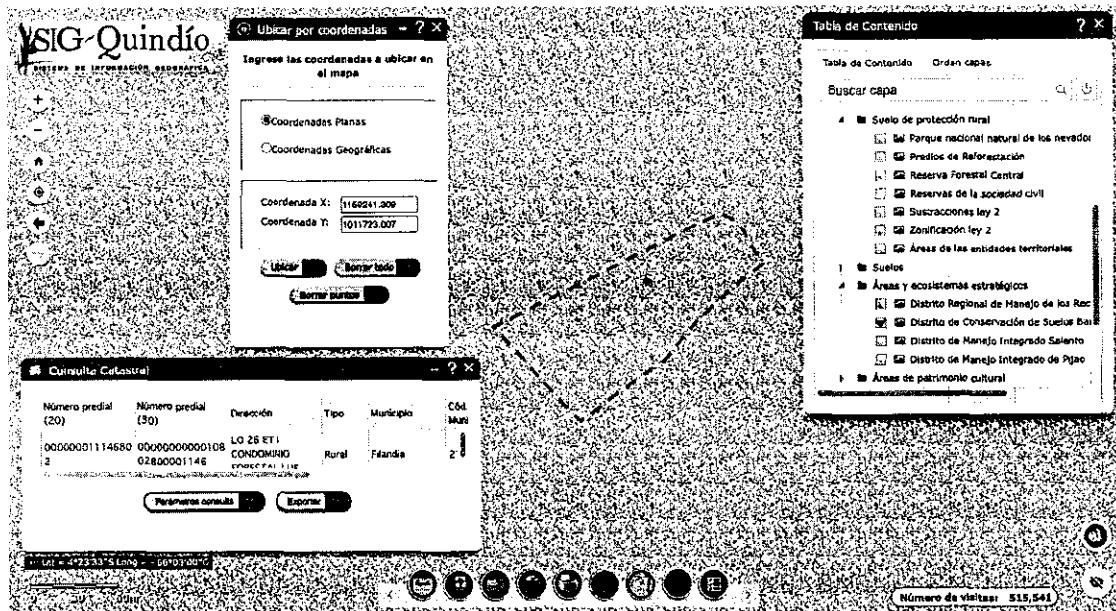 SIG-Quindío
SISTEMA DE INFORMACIÓN GEOGRÁFICA
Ubicar por coordenadas
Ingrese las coordenadas a ubicar en
el mapa
Coordenadas Planas
Coordenadas Geográficas
Coordenada X: 1159241.309
Coordenada Y: 1011723.007
Ubicar
Borrar todo
Borrar puntos
Tabla de Contenido
Tabla de Contenido Orden capas
Buscar capa
Suelo de protección rural
Parque nacional natural de los nevados
Predios de Reforestación
Reserva Forestal Central
Reservas de la sociedad civil
Sustracciones ley 2
Zonificación ley 2
Áreas de las entidades territoriales
Suelos
Áreas y ecosistemas estratégicos
Distrito Regional de Manejo de los Rec
Distrito de Conservación de Suelos Bar
Distrito de Manejo Integrado Salento
Distrito de Manejo Integrado de Pijao
Áreas de patrimonio cultural
Consulta Catastral
Número predial (20) Número predial (30) Dirección Tipo Municipio Cód. Muni
00000001114680 00000000000108 LO 26 ET I
2 02800001146 CONDOMINIO Rural Filandia
Parámetros consulta
Exportar
Número de visitas: 515,541